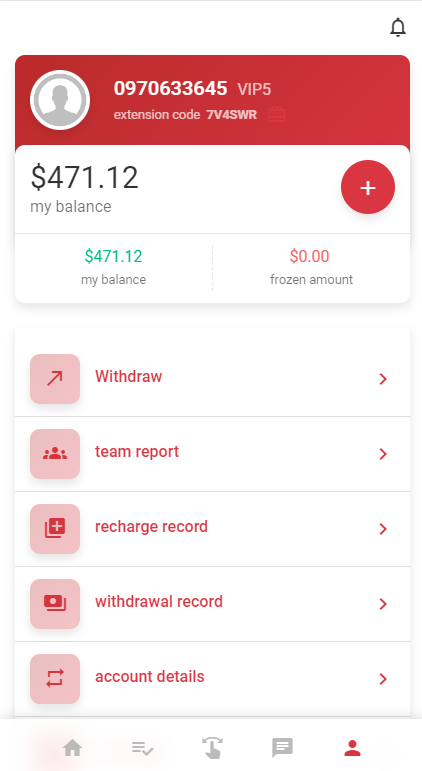 0970633645 VIP5
extension code 7V4SWR
$471.12
my balance
$471.12
my balance
$0.00
frozen amount
Withdraw
team report
recharge record
withdrawal record
account details